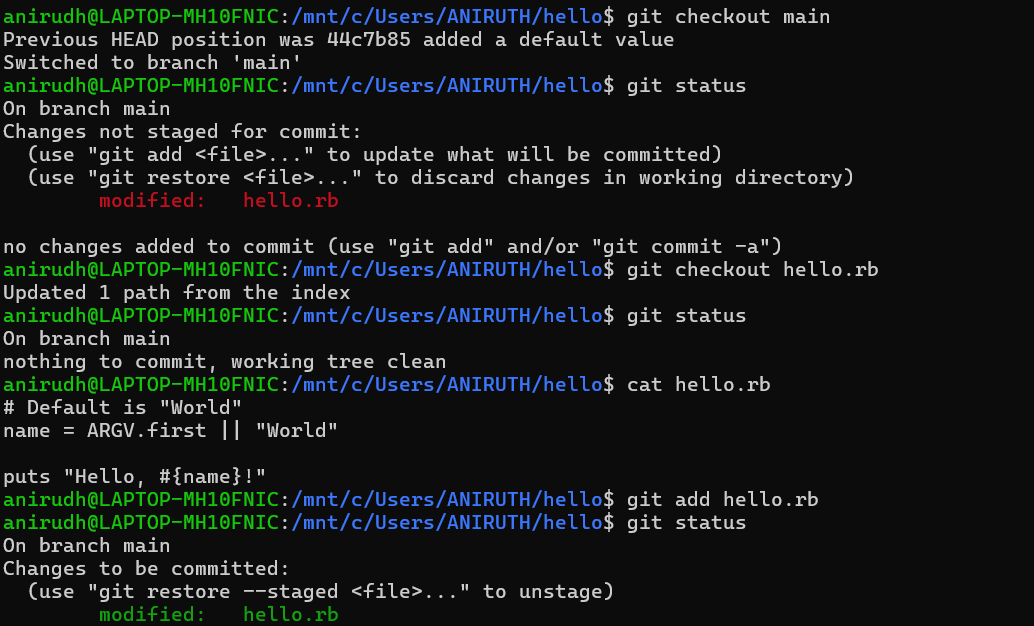 anirudh@LAPTOP-MH10FNIC:/mnt/c/Users/ANIRUTH/hello$ git checkout main
Previous HEAD position was 44c7b85 added a default value
Switched to branch 'main'
anirudh@LAPTOP-MH10FNIC:/mnt/c/Users/ANIRUTH/hello$ git status
On branch main
Changes not staged for commit:
  (use "git add <file>..." to update what will be committed)
  (use "git restore <file>..." to discard changes in working directory)
        modified:   hello.rb

no changes added to commit (use "git add" and/or "git commit -a")
anirudh@LAPTOP-MH10FNIC:/mnt/c/Users/ANIRUTH/hello$ git checkout hello.rb
Updated 1 path from the index
anirudh@LAPTOP-MH10FNIC:/mnt/c/Users/ANIRUTH/hello$ git status
On branch main
nothing to commit, working tree clean
anirudh@LAPTOP-MH10FNIC:/mnt/c/Users/ANIRUTH/hello$ cat hello.rb
# Default is "World"
name = ARGV.first || "World"

puts "Hello, #{name}!"
anirudh@LAPTOP-MH10FNIC:/mnt/c/Users/ANIRUTH/hello$ git add hello.rb
anirudh@LAPTOP-MH10FNIC:/mnt/c/Users/ANIRUTH/hello$ git status
On branch main
Changes to be committed:
  (use "git restore --staged <file>..." to unstage)
        modified:   hello.rb